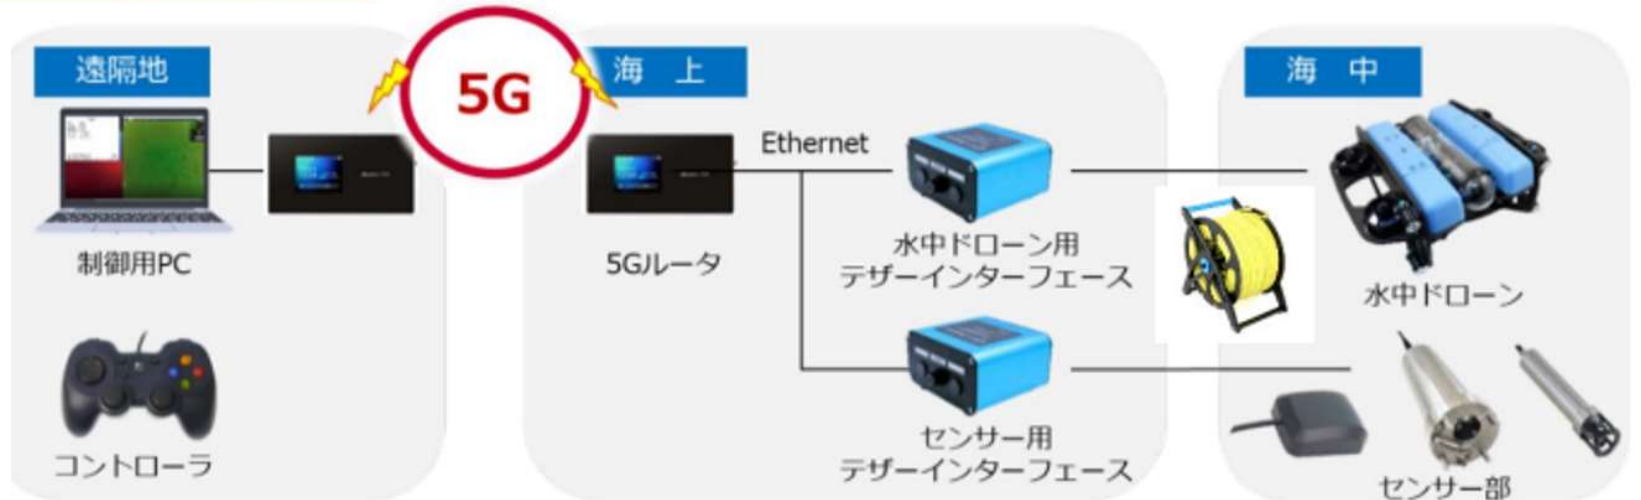 遠隔地
5G
海 上
海 中
Ethernet
制御用PC
5Gルータ
水中ドローン用
テザーインターフェース
水中ドローン
コントローラ
センサー用
テザーインターフェース
センサー部